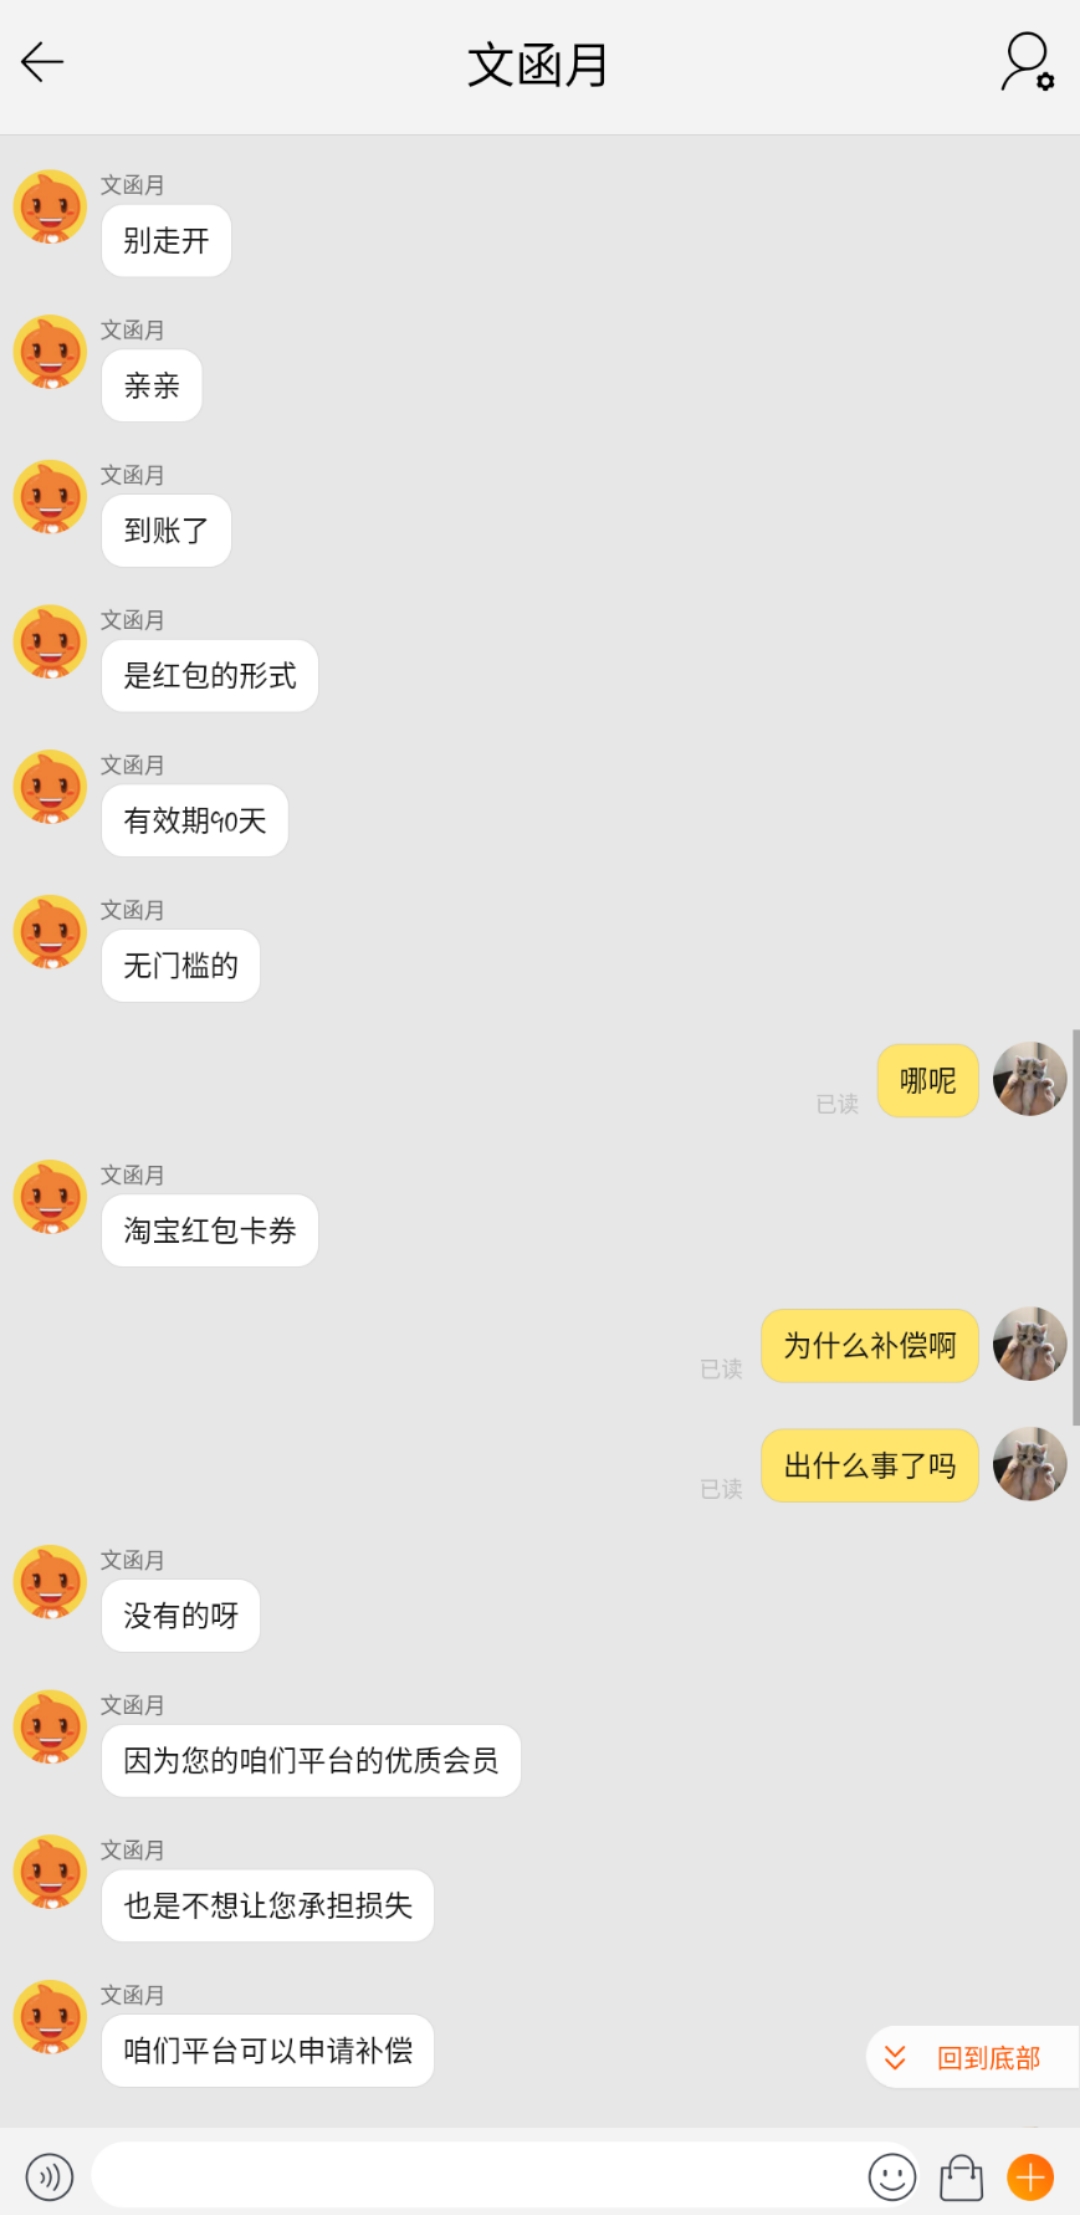 文函月
文函月
别走开
文函月
亲亲
文函月
到账了
文函月
是红包的形式
文函月
有效期90天
文函月
无门槛的
哪呢
已读
文函月
淘宝红包卡券
为什么补偿啊
已读
出什么事了吗
已读
文函月
没有的呀
文函月
因为您的咱们平台的优质会员
文函月
也是不想让您承担损失
文函月
咱们平台可以申请补偿
回到底部